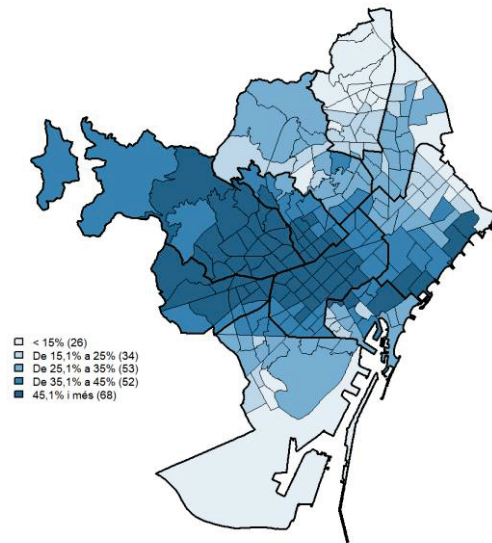 < 15% (26)
De 15,1% a 25% (34)
De 25,1% a 35% (53)
De 35,1% a 45% (52)
45,1% i més (68)